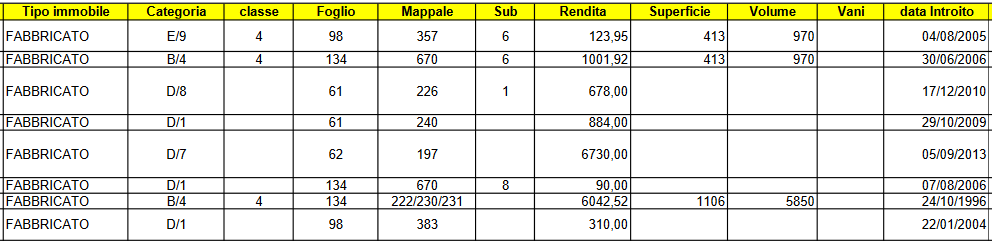 Tipo immobile Categoria classe Foglio Mappale Sub Rendita Superficie Volume Vani data Introito
FABBRICATO E/9 4 98 357 6 123,95 413 970 04/08/2005
FABBRICATO B/4 4 134 670 6 1001,92 413 970 30/06/2006
FABBRICATO D/8 61 226 1 678,00 17/12/2010
FABBRICATO D/1 61 240 884,00 29/10/2009
FABBRICATO D/7 62 197 6730,00 05/09/2013
FABBRICATO D/1 134 670 8 90,00 07/08/2006
FABBRICATO B/4 4 134 222/230/231 6042,52 1106 5850 24/10/1996
FABBRICATO D/1 98 383 310,00 22/01/2004